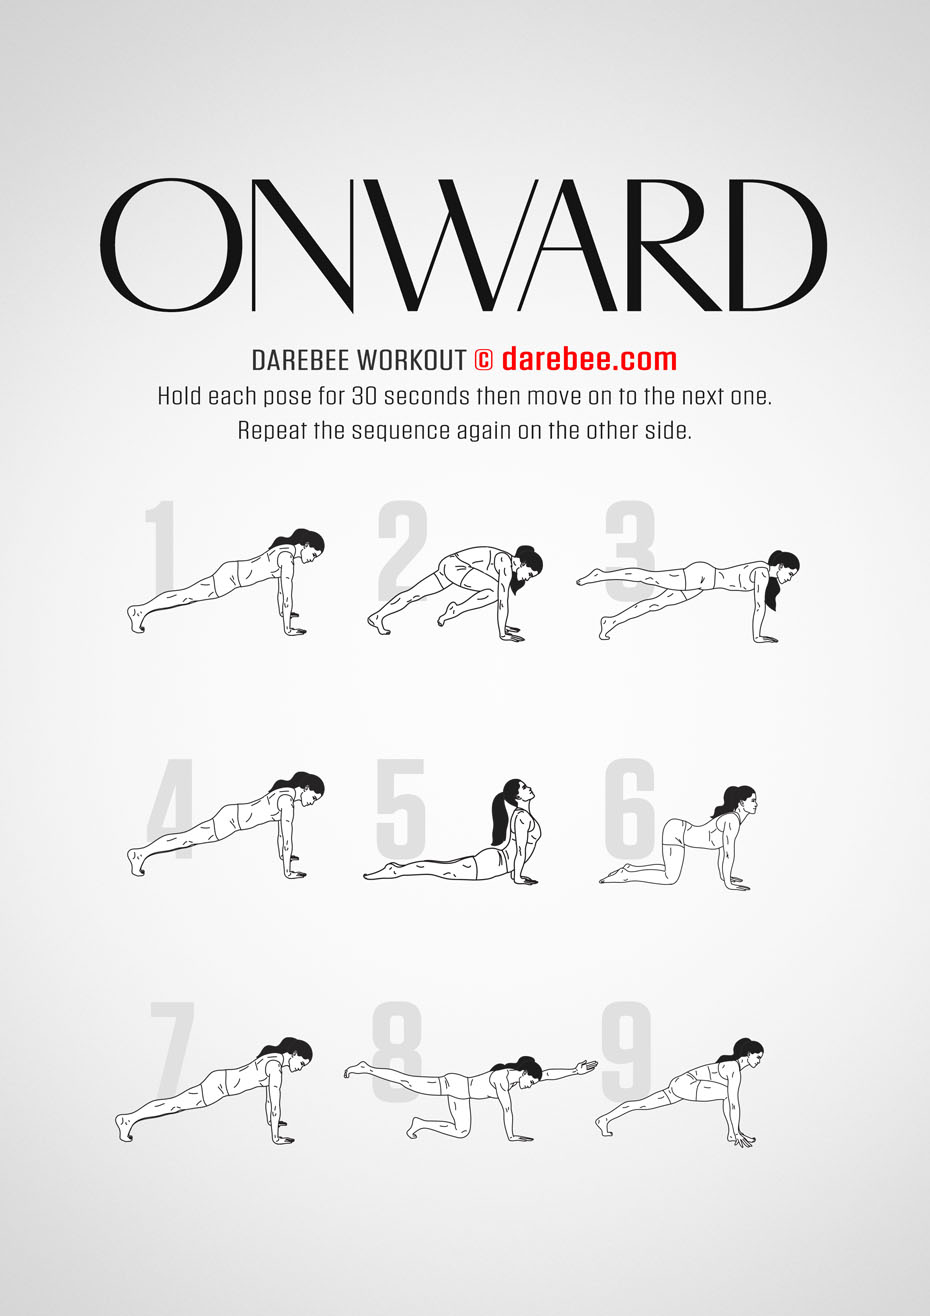 ONWARD
DAREBEE WORKOUT © darebee.com
Hold each pose for 30 seconds then move on to the next one.
Repeat the sequence again on the other side.
1 2 3
4 5 6
7 8 9